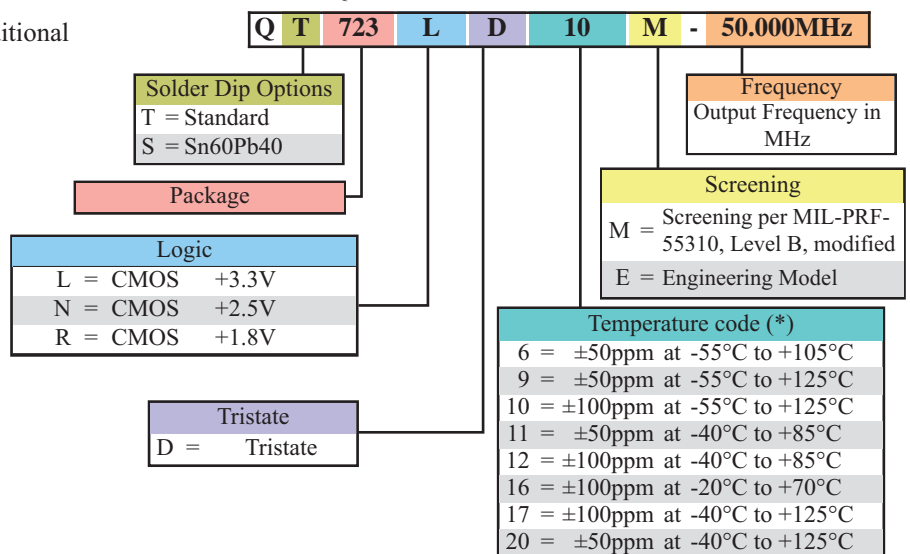 itional
Q T 723 L D 10 M - 50.000MHz
Solder Dip Options
T = Standard
S = Sn60Pb40
Package
Logic
L = CMOS +3.3V
N = CMOS +2.5V
R = CMOS +1.8V
Tristate
D = Tristate
Frequency
Output Frequency in
MHz
Screening
M = Screening per MIL-PRF-
55310, Level B, modified
E = Engineering Model
Temperature code (*)
6 = ±50ppm at -55°C to +105°C
9 = ±50ppm at -55°C to +125°C
10 = ±100ppm at -55°C to +125°C
11 = ±50ppm at -40°C to +85°C
12 = ±100ppm at -40°C to +85°C
16 = ±100ppm at -20°C to +70°C
17 = ±100ppm at -40°C to +125°C
20 = ±50ppm at -40°C to +125°C